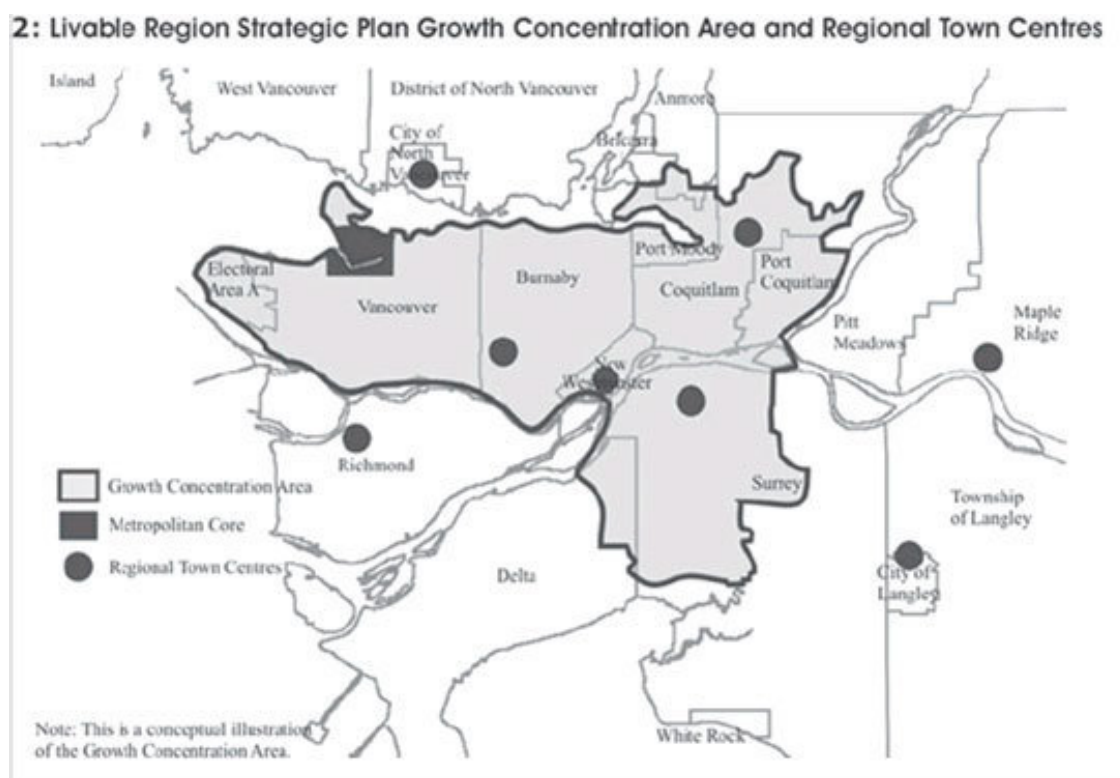 2: Livable Region Strategic Plan Growth Concentration Area and Regional Town Centres
Island
West Vancouver
District of North Vancouver
Anmore
City of
North
Vancouver
Belcarra
Electoral
Area A
Vancouver
Burnaby
Port Moody
Coquitlam
Port
Coquitlam
Pitt
Meadows
Maple
Ridge
New
Westminster
Richmond
Surrey
Township
of Langley
City of
Langley
Delta
White Rock
Growth Concentration Area
Metropolitan Core
Regional Town Centres
Note: This is a conceptual illustration
of the Growth Concentration Area.